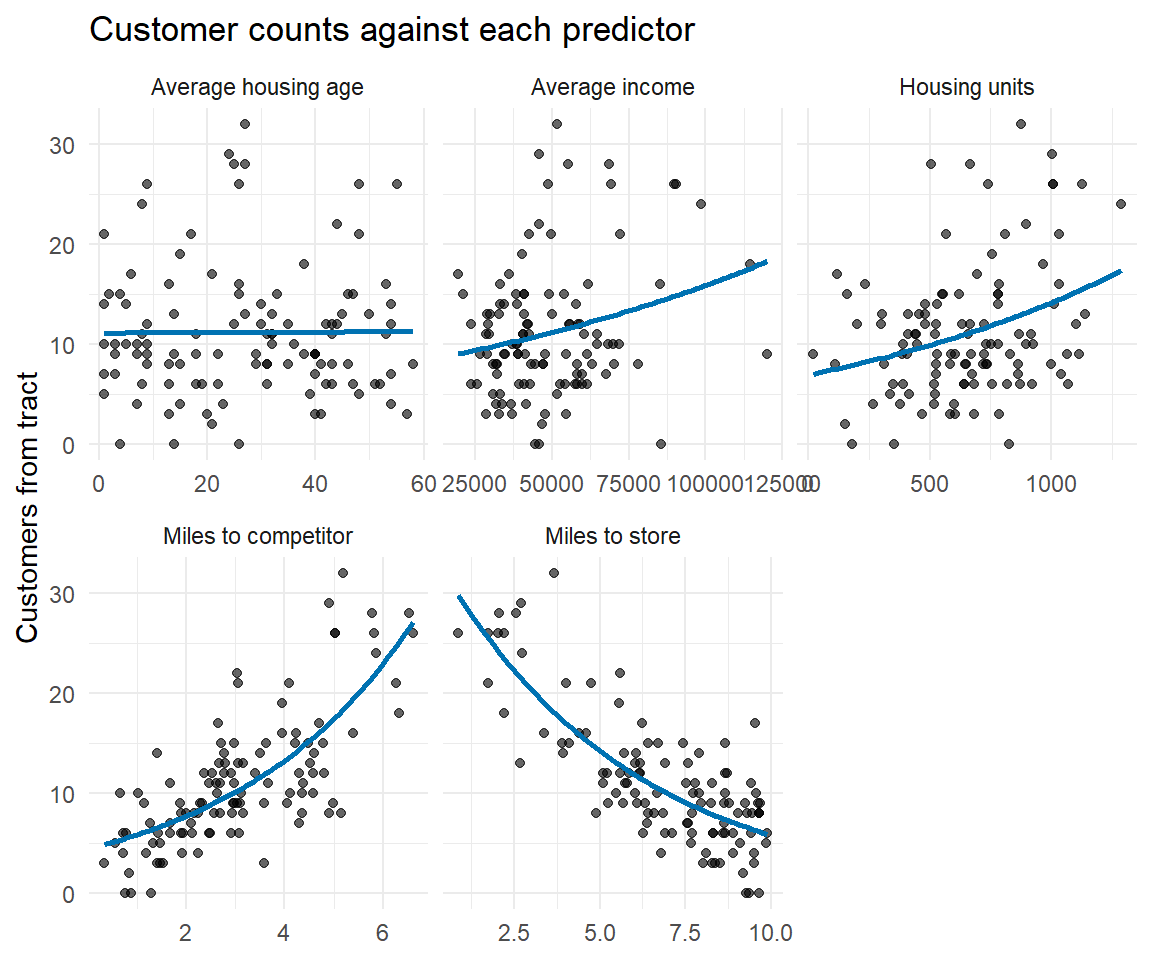 Customer counts against each predictor
Average housing age
Average income
Housing units
Customers from tract
30
20
10
0
0 20 40 60
25000 50000 75000 100000 125000
0 500 1000
Miles to competitor
Miles to store
30
20
10
0
2 4 6
2.5 5.0 7.5 10.0